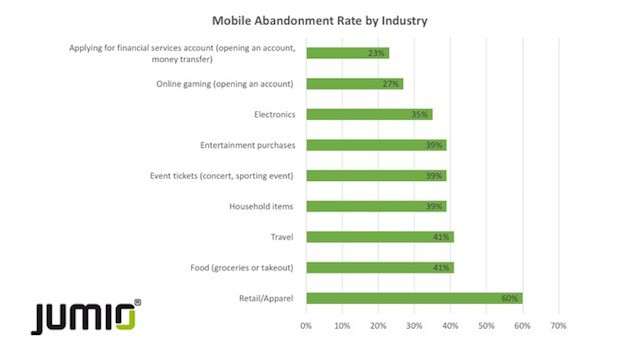 Mobile Abandonment Rate by Industry
Applying for financial services account (opening an account,
money transfer)
23%
Online gaming (opening an account)
27%
Electronics
35%
Entertainment purchases
39%
Event tickets (concert, sporting event)
39%
Household items
39%
Travel
41%
Food (groceries or takeout)
41%
Retail/Apparel
60%
0% 10% 20% 30% 40% 50% 60% 70%
jumio®